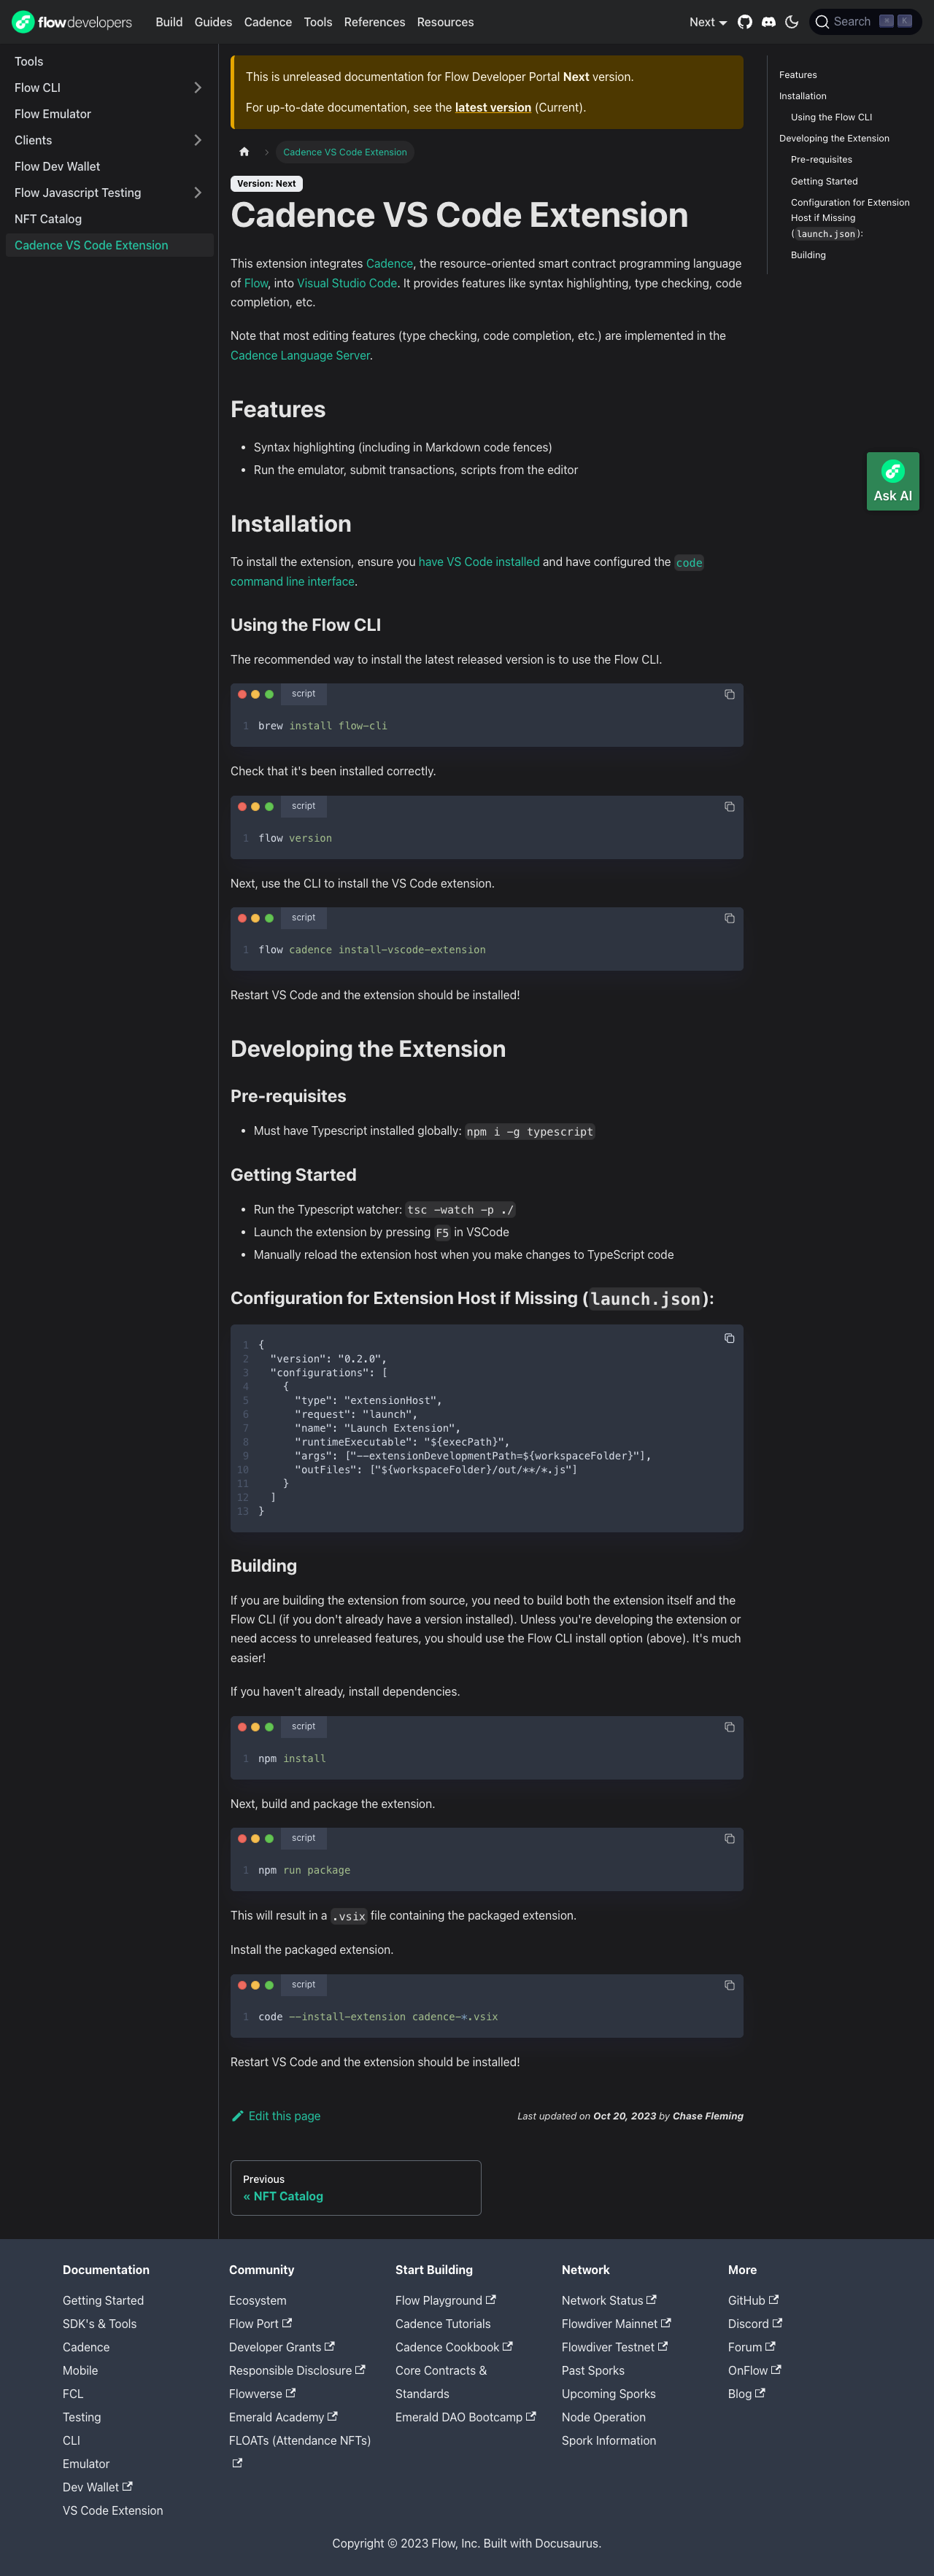 flowdevelopers
Build
Guides
Cadence
Tools
References
Resources
Next
Search
K
Tools
Flow CLI
Flow Emulator
Clients
Flow Dev Wallet
Flow Javascript Testing
NFT Catalog
Cadence VS Code Extension
This is unreleased documentation for Flow Developer Portal Next version.
For up-to-date documentation, see the latest version (Current).
Cadence VS Code Extension
Version: Next
Cadence VS Code Extension
This extension integrates Cadence, the resource-oriented smart contract programming language
of Flow, into Visual Studio Code. It provides features like syntax highlighting, type checking, code
completion, etc.
Note that most editing features (type checking, code completion, etc.) are implemented in the
Cadence Language Server.
Features
• Syntax highlighting (including in Markdown code fences)
• Run the emulator, submit transactions, scripts from the editor
Installation
To install the extension, ensure you have VS Code installed and have configured the code
command line interface.
Using the Flow CLI
The recommended way to install the latest released version is to use the Flow CLI.
script
1 brew install flow-cli
Check that it's been installed correctly.
script
1 flow version
Next, use the CLI to install the VS Code extension.
script
1 flow cadence install-vscode-extension
Restart VS Code and the extension should be installed!
Developing the Extension
Pre-requisites
• Must have Typescript installed globally: npm i -g typescript
Getting Started
• Run the Typescript watcher: tsc -watch -p ./
• Launch the extension by pressing F5 in VSCode
• Manually reload the extension host when you make changes to TypeScript code
Configuration for Extension Host if Missing (launch.json):
1 {
2 "version": "0.2.0",
3 "configurations": [
4 {
5 "type": "extensionHost",
6 "request": "launch",
7 "name": "Launch Extension",
8 "runtimeExecutable": "${execPath}",
9 "args": ["--extensionDevelopmentPath=${workspaceFolder}"],
10 "outFiles": ["${workspaceFolder}/out/**/*.js"]
11 }
12 ]
13 }
Building
If you are building the extension from source, you need to build both the extension itself and the
Flow CLI (if you don't already have a version installed). Unless you're developing the extension or
need access to unreleased features, you should use the Flow CLI install option (above). It's much
easier!
If you haven't already, install dependencies.
script
1 npm install
Next, build and package the extension.
script
1 npm run package
This will result in a .vsix file containing the packaged extension.
Install the packaged extension.
script
1 code --install-extension cadence-*.vsix
Restart VS Code and the extension should be installed!
Edit this page
Last updated on Oct 20, 2023 by Chase Fleming
Previous
« NFT Catalog
Features
Installation
Using the Flow CLI
Developing the Extension
Pre-requisites
Getting Started
Configuration for Extension
Host if Missing
(launch.json):
Building
Ask AI
Documentation
Getting Started
SDK's & Tools
Cadence
Mobile
FCL
Testing
CLI
Emulator
Dev Wallet
VS Code Extension
Community
Ecosystem
Flow Port
Developer Grants
Responsible Disclosure
Flowverse
Emerald Academy
FLOATs (Attendance NFTs)
Start Building
Flow Playground
Cadence Tutorials
Cadence Cookbook
Core Contracts &
Standards
Emerald DAO Bootcamp
Network
Network Status
Flowdiver Mainnet
Flowdiver Testnet
Past Sporks
Upcoming Sporks
Node Operation
Spork Information
More
GitHub
Discord
Forum
OnFlow
Blog
Copyright © 2023 Flow, Inc. Built with Docusaurus.